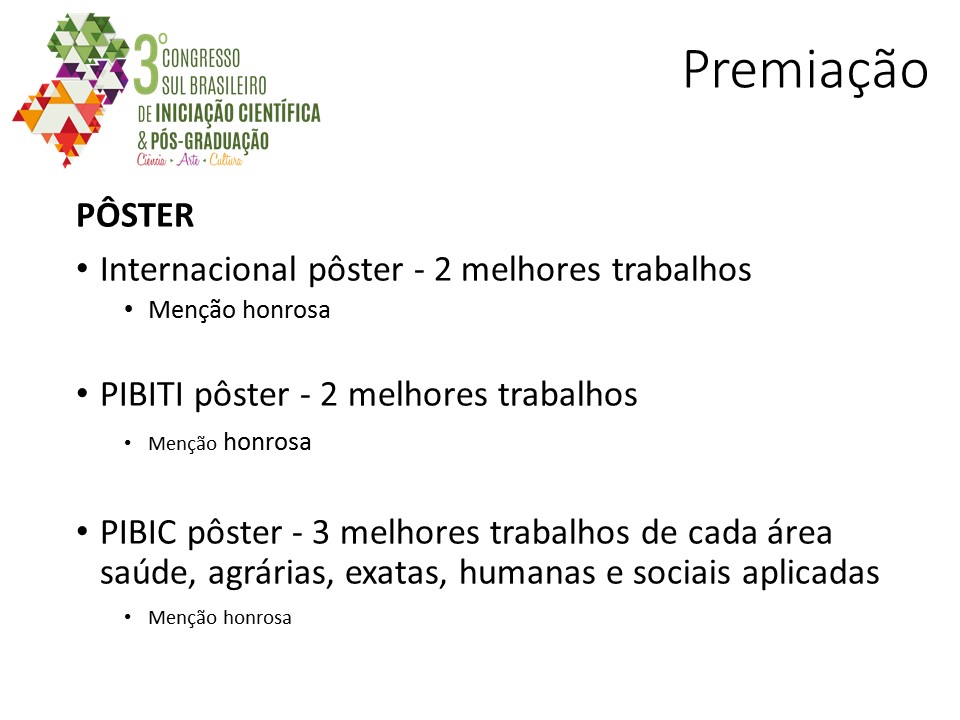 3º CONGRESSO
SUL BRASILEIRO
DE INICIAÇÃO CIENTÍFICA
& PÓS-GRADUAÇÃO
Ciência • Arte • Cultura
Premiação
PÔSTER
• Internacional pôster - 2 melhores trabalhos
• Menção honrosa
• PIBITI pôster - 2 melhores trabalhos
• Menção honrosa
• PIBIC pôster - 3 melhores trabalhos de cada área
saúde, agrárias, exatas, humanas e sociais aplicadas
• Menção honrosa